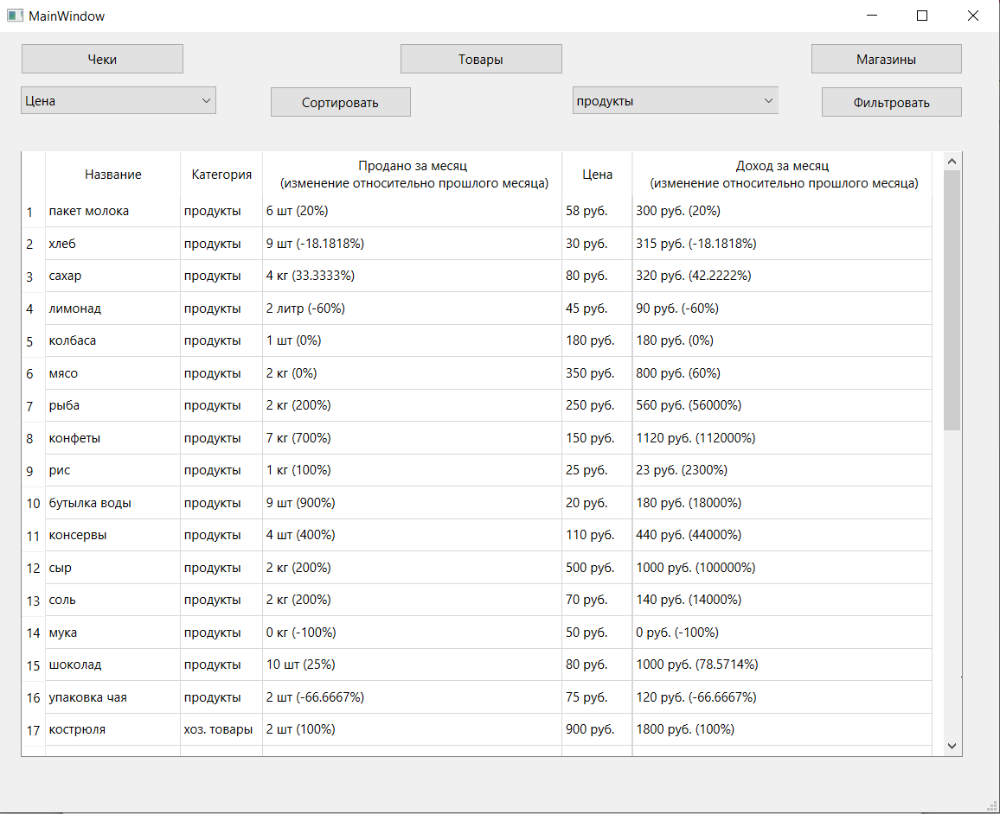 MainWindow
Чеки Товары Магазины
Цена Сортировать продукты Фильтровать
Название Категория Продано за месяц (изменение относительно прошлого месяца) Цена Доход за месяц (изменение относительно прошлого месяца)
1 пакет молока продукты 6 шт (20%) 58 руб. 300 руб. (20%)
2 хлеб продукты 9 шт (-18.1818%) 30 руб. 315 руб. (-18.1818%)
3 сахар продукты 4 кг (33.3333%) 80 руб. 320 руб. (42.2222%)
4 лимонад продукты 2 литр (-60%) 45 руб. 90 руб. (-60%)
5 колбаса продукты 1 шт (0%) 180 руб. 180 руб. (0%)
6 мясо продукты 2 кг (0%) 350 руб. 800 руб. (60%)
7 рыба продукты 2 кг (200%) 250 руб. 560 руб. (56000%)
8 конфеты продукты 7 кг (700%) 150 руб. 1120 руб. (112000%)
9 рис продукты 1 кг (100%) 25 руб. 23 руб. (2300%)
10 бутылка воды продукты 9 шт (900%) 20 руб. 180 руб. (18000%)
11 консервы продукты 4 шт (400%) 110 руб. 440 руб. (44000%)
12 сыр продукты 2 кг (200%) 500 руб. 1000 руб. (100000%)
13 соль продукты 2 кг (200%) 70 руб. 140 руб. (14000%)
14 мука продукты 0 кг (-100%) 50 руб. 0 руб. (-100%)
15 шоколад продукты 10 шт (25%) 80 руб. 1000 руб. (78.5714%)
16 упаковка чая продукты 2 шт (-66.6667%) 75 руб. 120 руб. (-66.6667%)
17 кострюля хоз. товары 2 шт (100%) 900 руб. 1800 руб. (100%)